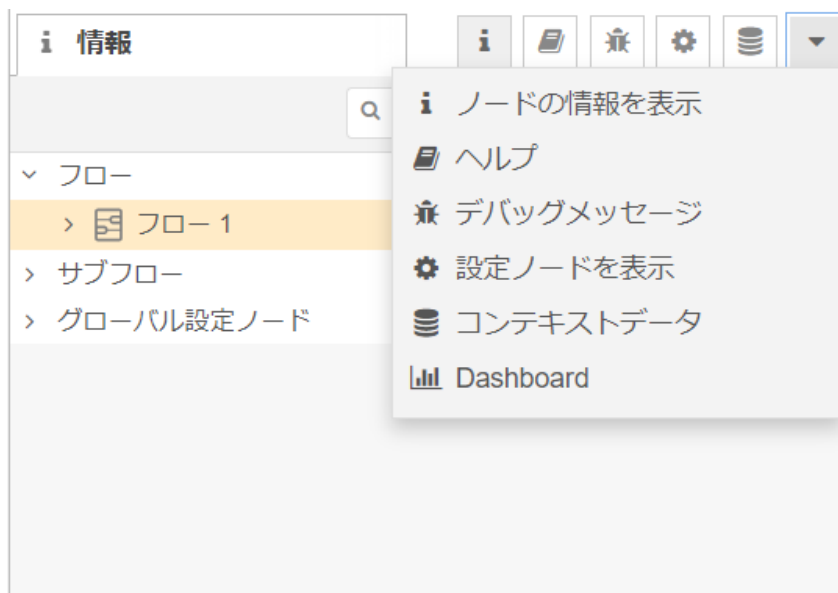 情報
ノードの情報を表示
ヘルプ
デバッグメッセージ
設定ノードを表示
コンテキストデータ
Dashboard
フロー
フロー 1
サブフロー
グローバル設定ノード